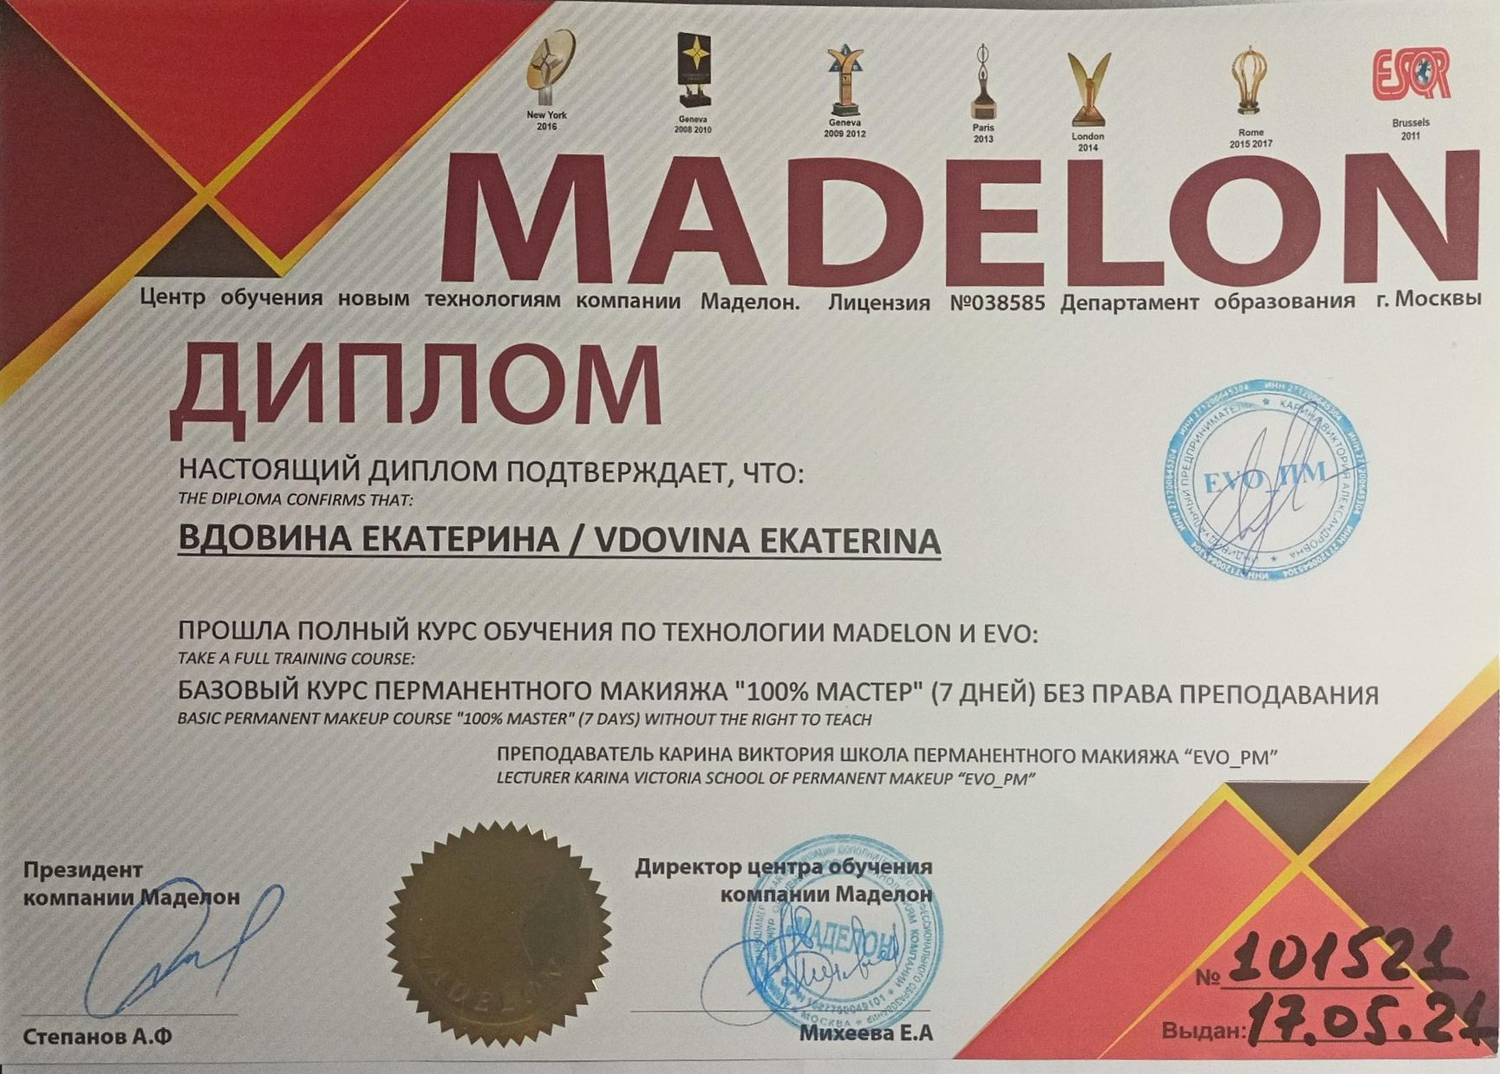 New York
2016
Geneva
2008 2010
Geneva
2009 2012
Paris
2013
London
2014
Rome
2015 2017
ESQR
Brussels
2011
MADELON
Центр обучения новым технологиям компании Маделон. Лицензия №038585 Департамент образования г. Москвы
ДИПЛОМ
НАСТОЯЩИЙ ДИПЛОМ ПОДТВЕРЖДАЕТ, ЧТО:
THE DIPLOMA CONFIRMS THAT:
ВДОВИНА ЕКАТЕРИНА / VDOVINA EKATERINA
EVO_ПМ
ПРОШЛА ПОЛНЫЙ КУРС ОБУЧЕНИЯ ПО ТЕХНОЛОГИИ MADELON И EVO:
TAKE A FULL TRAINING COURSE:
БАЗОВЫЙ КУРС ПЕРМАНЕНТНОГО МАКИЯЖА "100% МАСТЕР" (7 ДНЕЙ) БЕЗ ПРАВА ПРЕПОДАВАНИЯ
BASIC PERMANENT MAKEUP COURSE "100% MASTER" (7 DAYS) WITHOUT THE RIGHT TO TEACH
ПРЕПОДАВАТЕЛЬ КАРИНА ВИКТОРИЯ ШКОЛА ПЕРМАНЕНТНОГО МАКИЯЖА “EVO_PM”
LECTURER KARINA VICTORIA SCHOOL OF PERMANENT MAKEUP “EVO_PM”
Президент
компании Маделон
Степанов А.Ф
MADELON
Директор центра обучения
компании Маделон
МАДЕЛОН
МОСКВА
Михеева Е.А
№ 101521
Выдан: 17.05.21